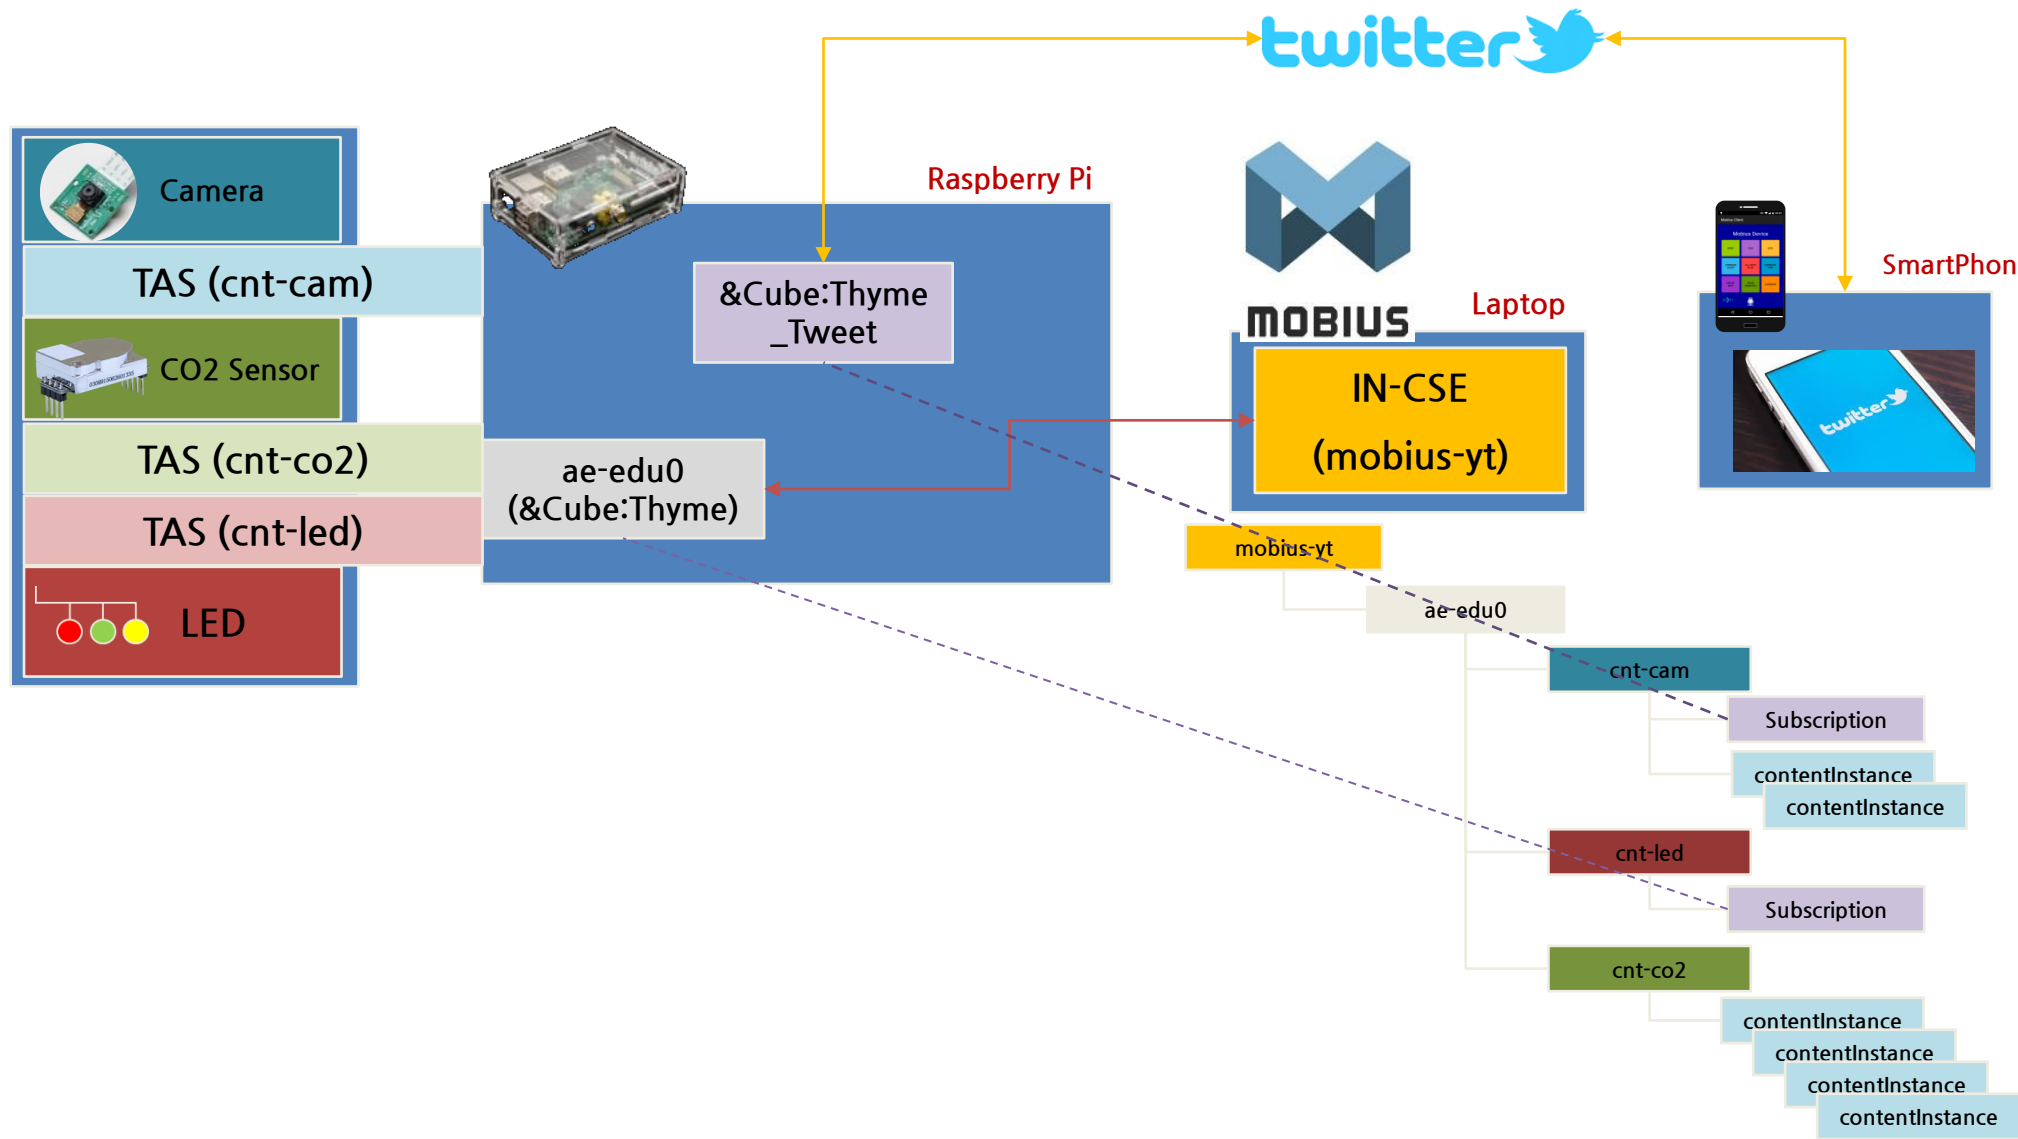 twitter
Camera
TAS (cnt-cam)
CO2 Sensor
TAS (cnt-co2)
TAS (cnt-led)
LED
Raspberry Pi
&Cube:Thyme
_Tweet
ae-edu0
(&Cube:Thyme)
MOBIUS
Laptop
IN-CSE
(mobius-yt)
SmartPhon
Mobius Device
twitter
mobius-yt
ae-edu0
cnt-cam
Subscription
contentInstance
contentInstance
cnt-led
Subscription
cnt-co2
contentInstance
contentInstance
contentInstance
contentInstance